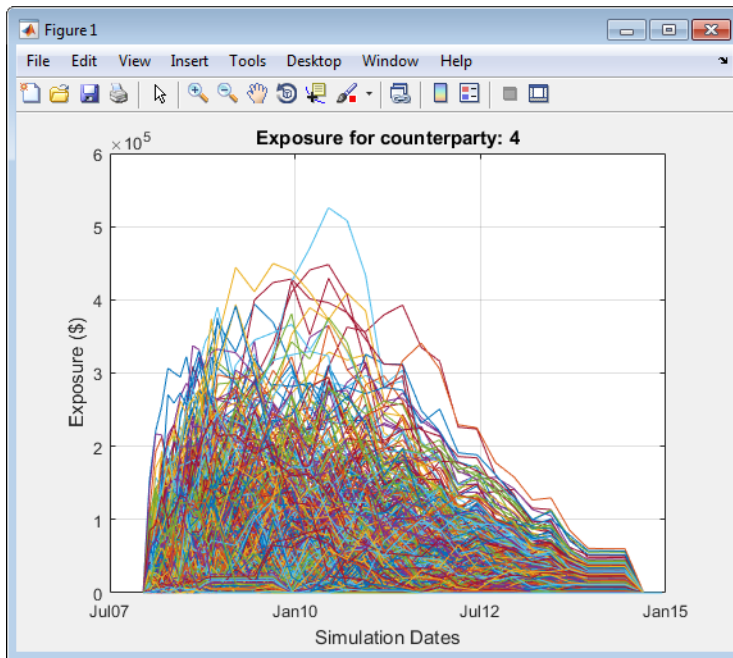 Figure 1
File Edit View Insert Tools Desktop Window Help
Exposure for counterparty: 4
×10^5
6
5
4
3
2
1
0
Exposure ($)
Jul07 Jan10 Jul12 Jan15
Simulation Dates